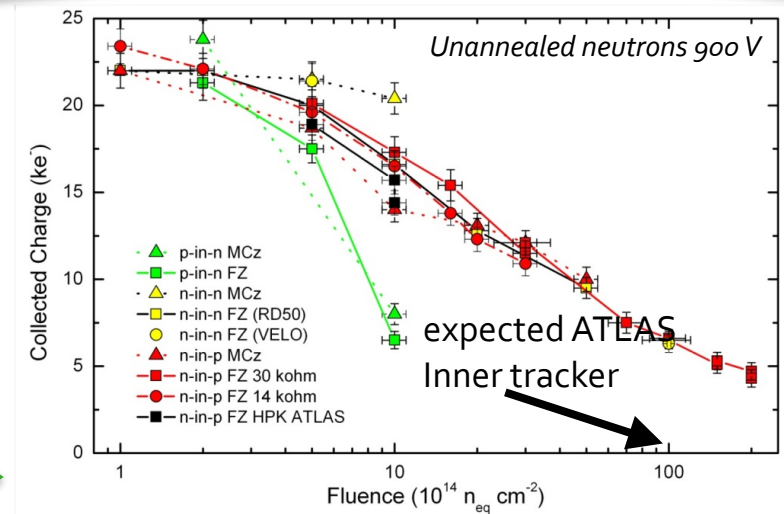 Unannealed neutrons 900 V
25
20
15
10
5
0
Collected Charge (ke⁻)
p-in-n MCz
p-in-n FZ
n-in-n MCz
n-in-n FZ (RD50)
n-in-n FZ (VELO)
n-in-p MCz
n-in-p FZ 30 kohm
n-in-p FZ 14 kohm
n-in-p FZ HPK ATLAS
expected ATLAS
Inner tracker
1 10 100
Fluence (10¹⁴ n_eq cm⁻²)